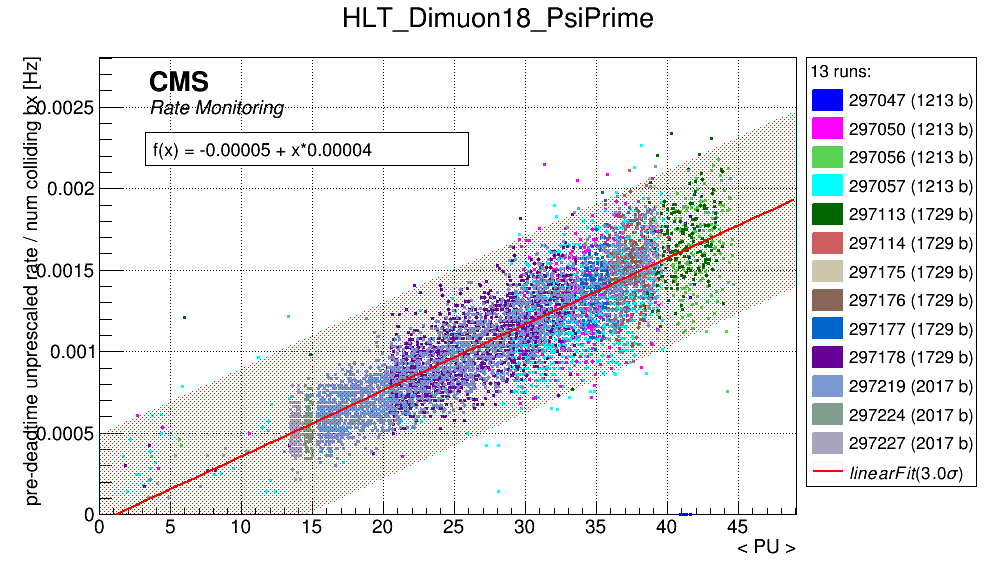 HLT_Dimuon18_PsiPrime
pre-deadtime unprescaled rate / num colliding bx [Hz]
CMS
Rate Monitoring
f(x) = -0.00005 + x*0.00004
0.0025
0.002
0.0015
0.001
0.0005
0
0 5 10 15 20 25 30 35 40 45
< PU >
13 runs:
297047 (1213 b)
297050 (1213 b)
297056 (1213 b)
297057 (1213 b)
297113 (1729 b)
297114 (1729 b)
297175 (1729 b)
297176 (1729 b)
297177 (1729 b)
297178 (1729 b)
297219 (2017 b)
297224 (2017 b)
297227 (2017 b)
linearFit(3.0σ)